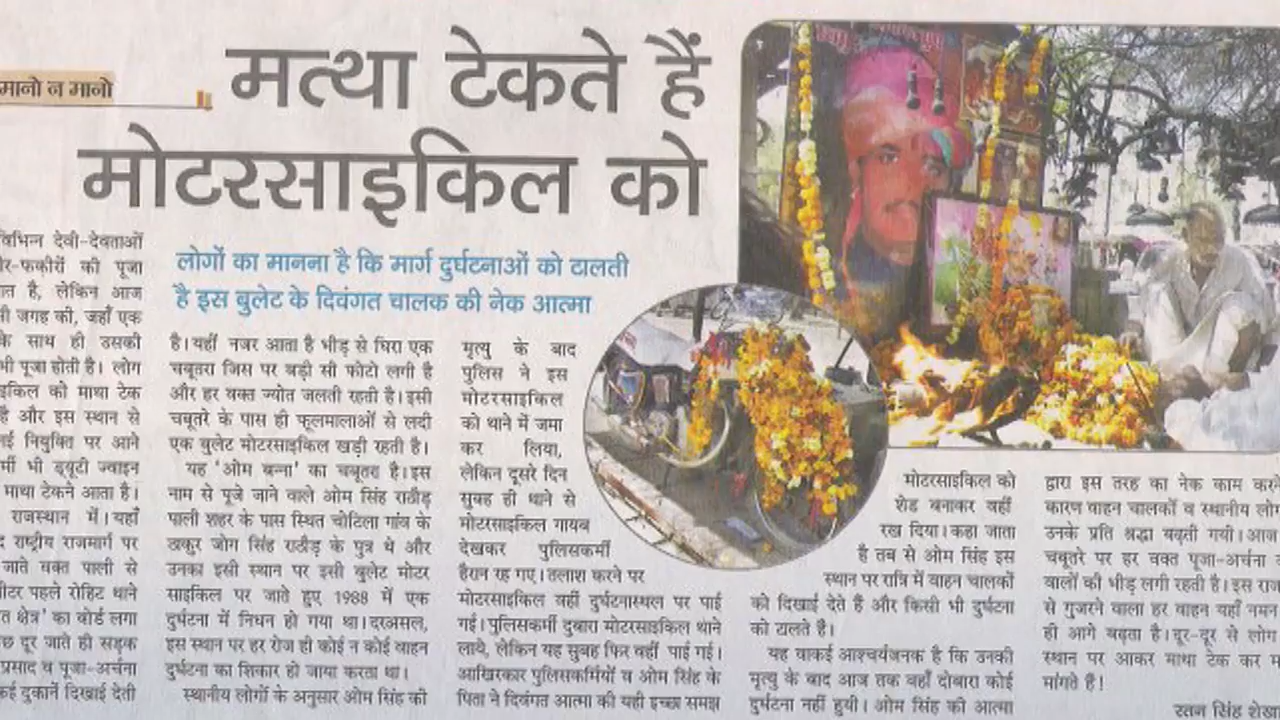 मानो न मानो
मत्था टेकते हैं
मोटरसाइकिल को
लोगों का मानना है कि मार्ग दुर्घटनाओं को टालती
है इस बुलेट के दिवंगत चालक की नेक आत्मा
विभिन्न देवी-देवताओं
र-फकीरों की पूजा
त है, लेकिन आज
सी जगह की, जहाँ एक
के साथ ही उसकी
भी पूजा होती है। लोग
इकिल को माथा टेक
है और इस स्थान से
नई नियुक्ति पर आने
र्मी भी ड्यूटी ज्वाइन
माथा टेकने आता है।
राजस्थान में। यहाँ
राष्ट्रीय राजमार्ग पर
जाते वक्त पाली से
मीटर पहले रोहिट थाने
त क्षेत्र' का बोर्ड लगा
छ दूर जाते ही सड़क
प्रसाद व पूजा-अर्चना
कई दुकानें दिखाई देती
है। यहीं नजर आता है भीड़ से घिरा एक
चबूतरा जिस पर बड़ी सी फोटो लगी है
और हर वक्त ज्योत जलती रहती है। इसी
चबूतरे के पास ही फूलमालाओं से लदी
एक बुलेट मोटरसाइकिल खड़ी रहती है।
यह 'ओम बन्ना' का चबूतरा है। इस
नाम से पूजे जाने वाले ओम सिंह राठौड़
पाली शहर के पास स्थित चोटिला गांव के
ठाकुर जोग सिंह राठौड़ के पुत्र थे और
उनका इसी स्थान पर इसी बुलेट मोटर
साइकिल पर जाते हुए 1988 में एक
दुर्घटना में निधन हो गया था। दरअसल,
इस स्थान पर हर रोज ही कोई न कोई वाहन
दुर्घटना का शिकार हो जाया करता था।
स्थानीय लोगों के अनुसार ओम सिंह की
मृत्यु के बाद
पुलिस ने इस
मोटरसाइकिल
को थाने में जमा
कर लिया,
लेकिन दूसरे दिन
सुबह ही थाने से
मोटरसाइकिल गायब
देखकर पुलिसकर्मी
हैरान रह गए। तलाश करने पर
मोटरसाइकिल वहीं दुर्घटनास्थल पर पाई
गई। पुलिसकर्मी दुबारा मोटरसाइकिल थाने
लाये, लेकिन यह सुबह फिर वहीं पाई गई।
आखिरकार पुलिसकर्मियों व ओम सिंह के
पिता ने दिवंगत आत्मा की यही इच्छा समझ
मोटरसाइकिल को
शेड बनाकर वहीं
रख दिया। कहा जाता
है तब से ओम सिंह इस
स्थान पर रात्रि में वाहन चालकों
को दिखाई देते हैं और किसी भी दुर्घटना
को टालते हैं।
यह वाकई आश्चर्यजनक है कि उनकी
मृत्यु के बाद आज तक वहाँ दोबारा कोई
दुर्घटना नहीं हुयी। ओम सिंह की आत्मा
द्वारा इस तरह का नेक काम करने
कारण वाहन चालकों व स्थानीय लोग
उनके प्रति श्रद्धा बढ़ती गयी। आज
चबूतरे पर हर वक्त पूजा-अर्चना
वालों की भीड़ लगी रहती है। इस राज
से गुजरने वाला हर वाहन यहाँ नमन
ही आगे बढ़ता है। दूर-दूर से लोग
स्थान पर आकर माथा टेक कर म
मांगते हैं!
रतन सिंह शेखा